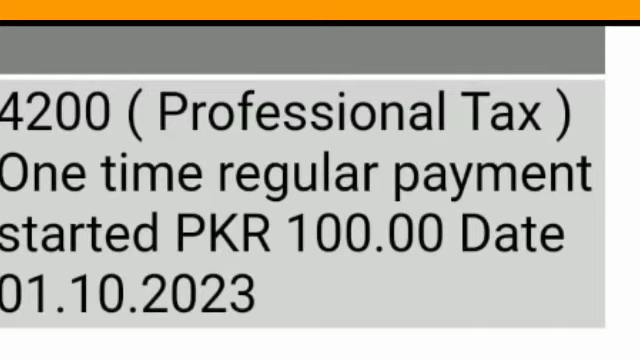 4200 ( Professional Tax )
One time regular payment
started PKR 100.00 Date
01.10.2023